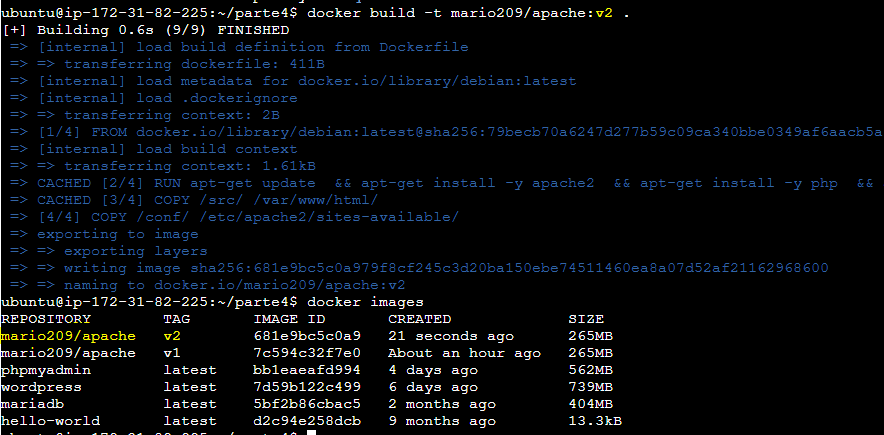 ubuntu@ip-172-31-82-225:~/parte4$ docker build -t mario209/apache:v2 .
[+] Building 0.6s (9/9) FINISHED
=> [internal] load build definition from Dockerfile
=> => transferring dockerfile: 411B
=> [internal] load metadata for docker.io/library/debian:latest
=> [internal] load .dockerignore
=> => transferring context: 2B
=> [1/4] FROM docker.io/library/debian:latest@sha256:79becb70a6247d277b59c09ca340bbe0349af6aacb5a
=> [internal] load build context
=> => transferring context: 1.61kB
=> CACHED [2/4] RUN apt-get update  && apt-get install -y apache2  && apt-get install -y php  &&
=> CACHED [3/4] COPY /src/ /var/www/html/
=> [4/4] COPY /conf/ /etc/apache2/sites-available/
=> exporting to image
=> => exporting layers
=> => writing image sha256:681e9bc5c0a979f8cf245c3d20ba150ebe74511460ea8a07d52af21162968600
=> => naming to docker.io/mario209/apache:v2
ubuntu@ip-172-31-82-225:~/parte4$ docker images
REPOSITORY TAG IMAGE ID CREATED SIZE
mario209/apache v2 681e9bc5c0a9 21 seconds ago 265MB
mario209/apache v1 7c594c32f7e0 About an hour ago 265MB
phpmyadmin latest bb1eaeafd994 4 days ago 562MB
wordpress latest 7d59b122c499 6 days ago 739MB
mariadb latest 5bf2b86cbac5 2 months ago 404MB
hello-world latest d2c94e258dcb 9 months ago 13.3kB
ubuntu@ip-172-31-82-225:~/parte4$